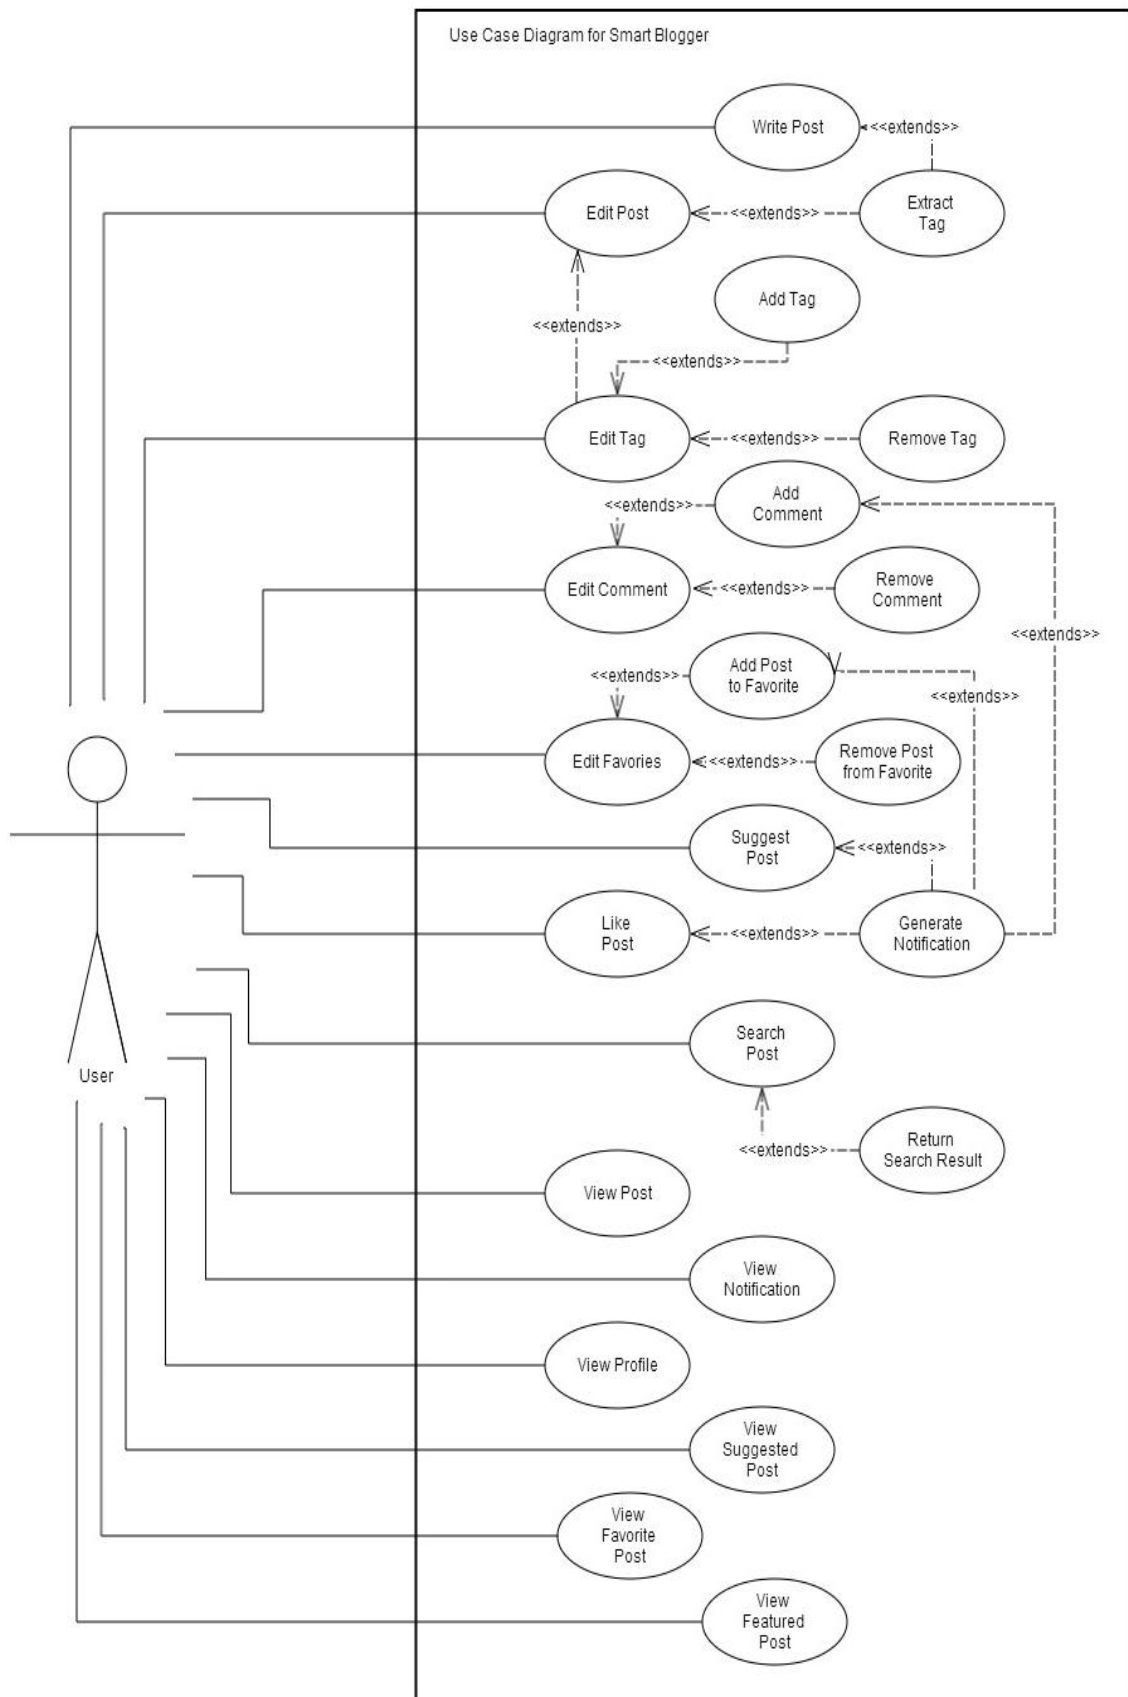 Use Case Diagram for Smart Blogger
Write Post
<<extends>>
Edit Post
<<extends>>
Extract
Tag
Add Tag
<<extends>>
<<extends>>
Edit Tag
<<extends>>
Remove Tag
Add
Comment
<<extends>>
Edit Comment
<<extends>>
Remove
Comment
<<extends>>
Add Post
to Favorite
<<extends>>
<<extends>>
Edit Favories
<<extends>>
Remove Post
from Favorite
Suggest
Post
<<extends>>
Like
Post
<<extends>>
Generate
Notification
Search
Post
User
<<extends>>
Return
Search Result
View Post
View
Notification
View Profile
View
Suggested
Post
View
Favorite
Post
View
Featured
Post